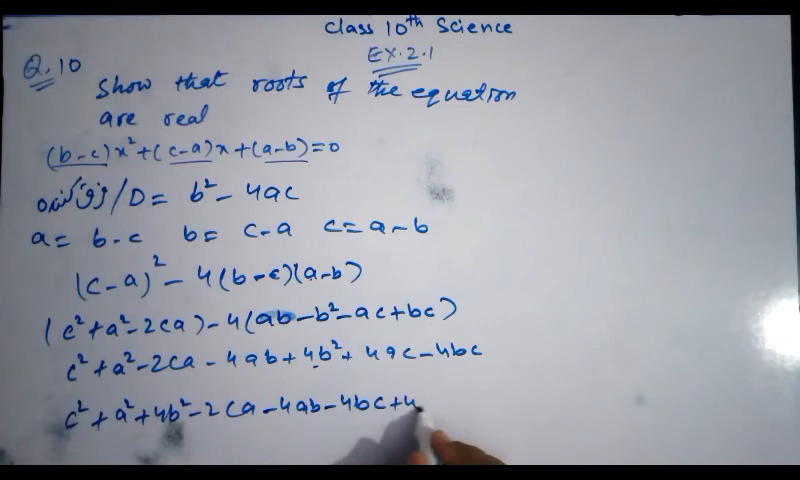 Class 10th Science
EX.2.1
Q.10
Show that roots of the equation
are real
(b-c)x²+(c-a)x+(a-b)=0
فرق کنندہ/D= b²-4ac
a= b-c b= c-a c= a-b
(c-a)²-4(b-c)(a-b)
(c²+a²-2ca)-4(ab-b²-ac+bc)
c²+a²-2ca-4ab+4b²+4ac-4bc
c²+a²+4b²-2ca-4ab-4bc+4